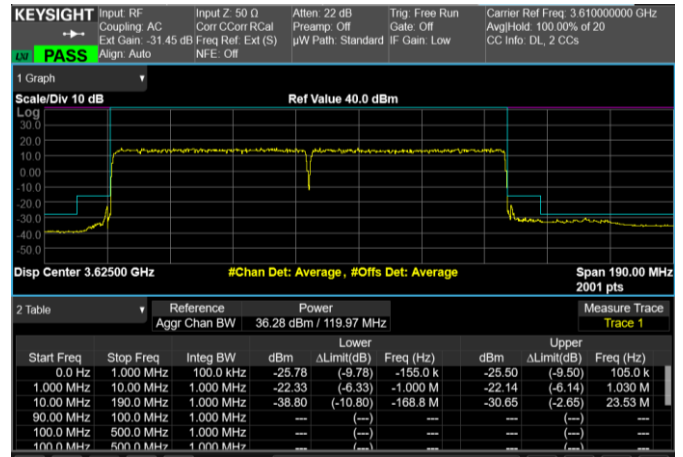 KEYSIGHT Input: RF Input Z: 50 Ω Atten: 22 dB Trig: Free Run Carrier Ref Freq: 3.610000000 GHz
Coupling: AC Corr CCorr RCal Preamp: Off Gate: Off Avg|Hold: 100.00% of 20
Ext Gain: -31.45 dB Freq Ref: Ext (S) µW Path: Standard IF Gain: Low CC Info: DL, 2 CCs
LXI PASS Align: Auto NFE: Off
1 Graph
Scale/Div 10 dB Ref Value 40.0 dBm
Log
30.0
20.0
10.0
0.00
-10.0
-20.0
-30.0
-40.0
-50.0
Disp Center 3.62500 GHz #Chan Det: Average, #Offs Det: Average Span 190.00 MHz
2001 pts
2 Table Reference Power Measure Trace
Aggr Chan BW 36.28 dBm / 119.97 MHz Trace 1
Lower Upper
Start Freq Stop Freq Integ BW dBm ΔLimit(dB) Freq (Hz) dBm ΔLimit(dB) Freq (Hz)
0.0 Hz 1.000 MHz 100.0 kHz -25.78 (-9.78) -155.0 k -25.50 (-9.50) 105.0 k
1.000 MHz 10.00 MHz 1.000 MHz -22.33 (-6.33) -1.000 M -22.14 (-6.14) 1.030 M
10.00 MHz 190.0 MHz 1.000 MHz -38.80 (-10.80) -168.8 M -30.65 (-2.65) 23.53 M
90.00 MHz 100.0 MHz 1.000 MHz --- (---) --- --- (---) ---
100.0 MHz 500.0 MHz 1.000 MHz --- (---) --- --- (---) ---
100.0 MHz 500.0 MHz 1.000 MHz --- (---) --- --- (---) ---